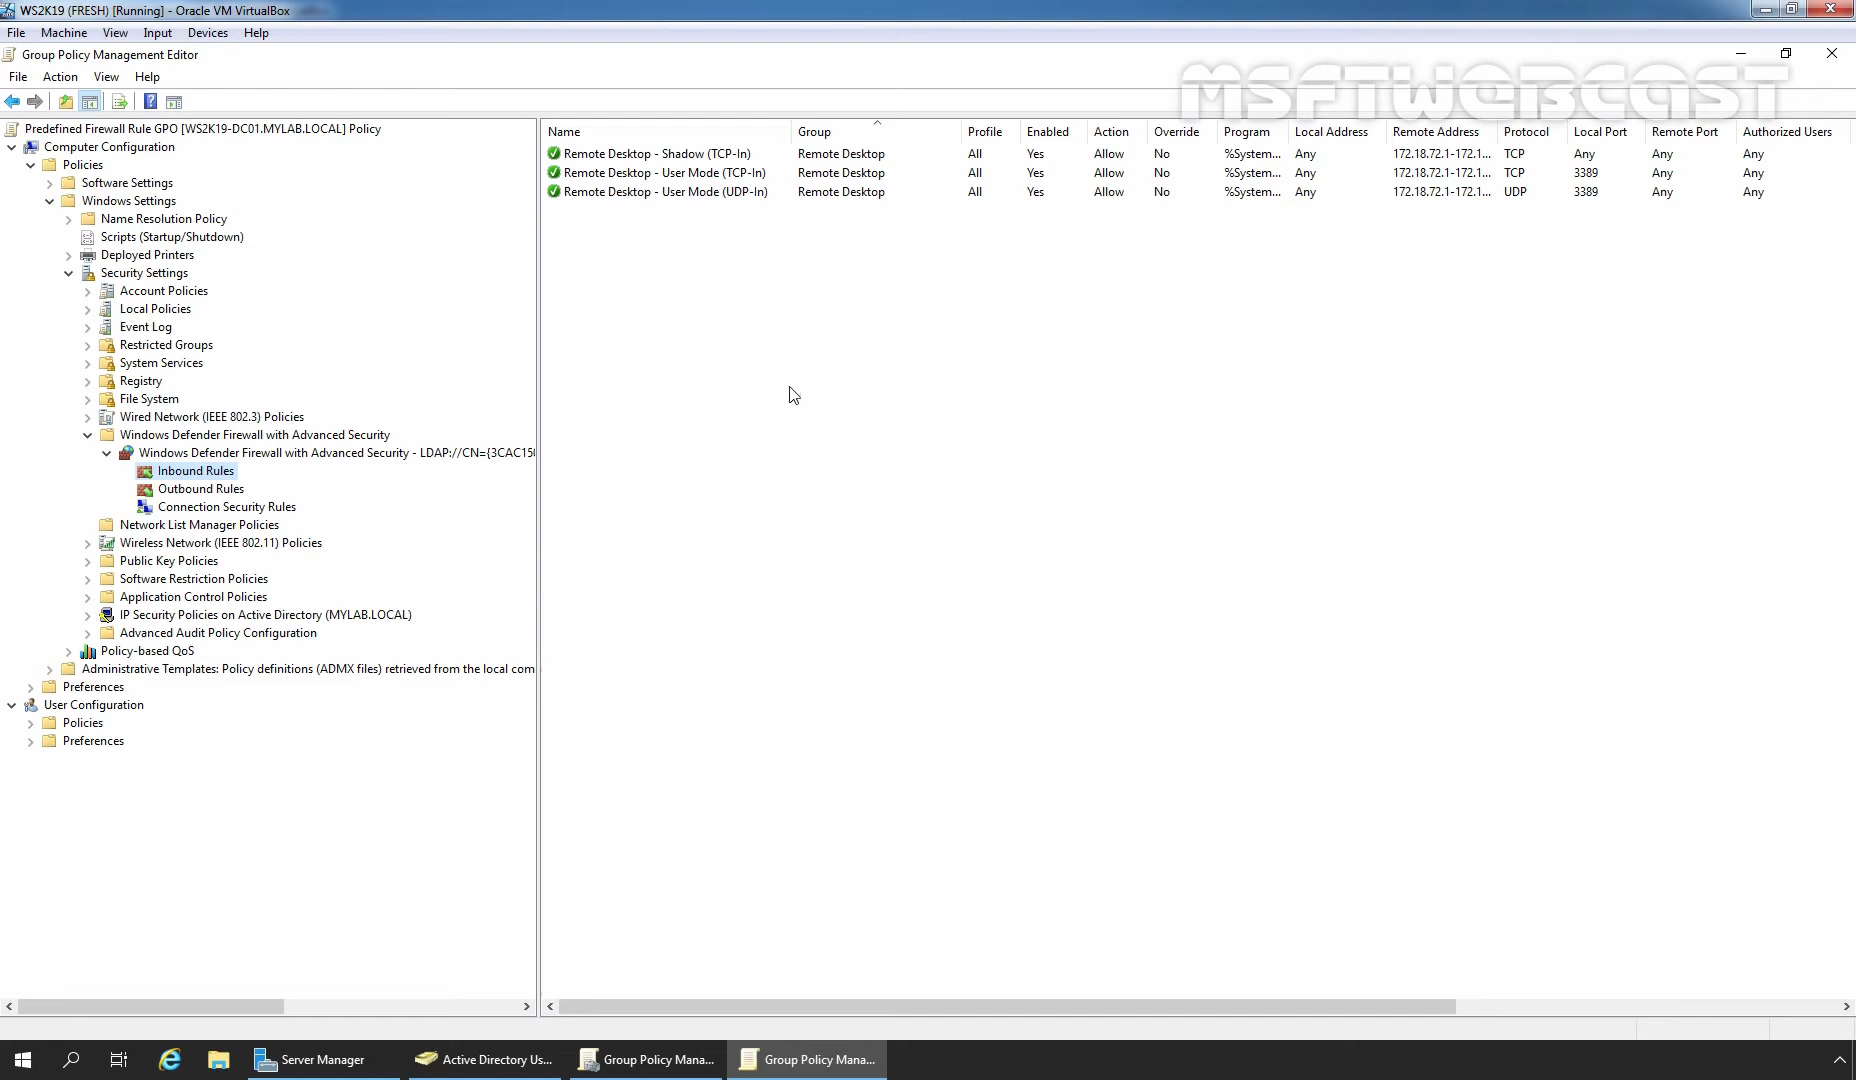 WS2K19 (FRESH) [Running] - Oracle VM VirtualBox
File Machine View Input Devices Help
Group Policy Management Editor
File Action View Help
MSFTWEBCAST
Predefined Firewall Rule GPO [WS2K19-DC01.MYLAB.LOCAL] Policy
Computer Configuration
Policies
Software Settings
Windows Settings
Name Resolution Policy
Scripts (Startup/Shutdown)
Deployed Printers
Security Settings
Account Policies
Local Policies
Event Log
Restricted Groups
System Services
Registry
File System
Wired Network (IEEE 802.3) Policies
Windows Defender Firewall with Advanced Security
Windows Defender Firewall with Advanced Security - LDAP://CN={3CAC150
Inbound Rules
Outbound Rules
Connection Security Rules
Network List Manager Policies
Wireless Network (IEEE 802.11) Policies
Public Key Policies
Software Restriction Policies
Application Control Policies
IP Security Policies on Active Directory (MYLAB.LOCAL)
Advanced Audit Policy Configuration
Policy-based QoS
Administrative Templates: Policy definitions (ADMX files) retrieved from the local com
Preferences
User Configuration
Policies
Preferences
Name Group Profile Enabled Action Override Program Local Address Remote Address Protocol Local Port Remote Port Authorized Users
Remote Desktop - Shadow (TCP-In) Remote Desktop All Yes Allow No %System... Any 172.18.72.1-172.1... TCP Any Any Any
Remote Desktop - User Mode (TCP-In) Remote Desktop All Yes Allow No %System... Any 172.18.72.1-172.1... TCP 3389 Any Any
Remote Desktop - User Mode (UDP-In) Remote Desktop All Yes Allow No %System... Any 172.18.72.1-172.1... UDP 3389 Any Any
Server Manager Active Directory Us... Group Policy Mana... Group Policy Mana...